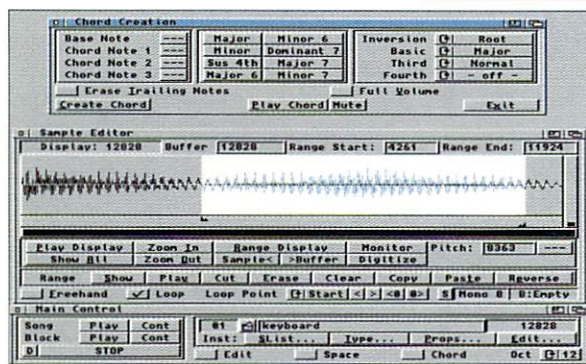 Chord Creation
Base Note --- Major Minor 6 Inversion Root
Chord Note 1 --- Minor Dominant 7 Basic Major
Chord Note 2 --- Sus 4th Major 7 Third Normal
Chord Note 3 --- Major 6 Minor 7 Fourth - off -
Erase Trailing Notes Full Volume
Create Chord Play Chord Mute Exit
Sample Editor
Display: 12828 Buffer 12828 Range Start: 4261 Range End: 11924
Play Display Zoom In Range Display Monitor Pitch: 8363 ---
Show All Zoom Out Sample< >Buffer Digitize
Range Show Play Cut Erase Clear Copy Paste Reverse
Freehand Loop Loop Point Start < > <0 0> S Mono 8 B:Empty
Main Control
Song Play Cont 01 keyboard 12828
Block Play Cont Inst: SList... Type... Props... Edit...
D STOP Edit Space Chord Oct 12